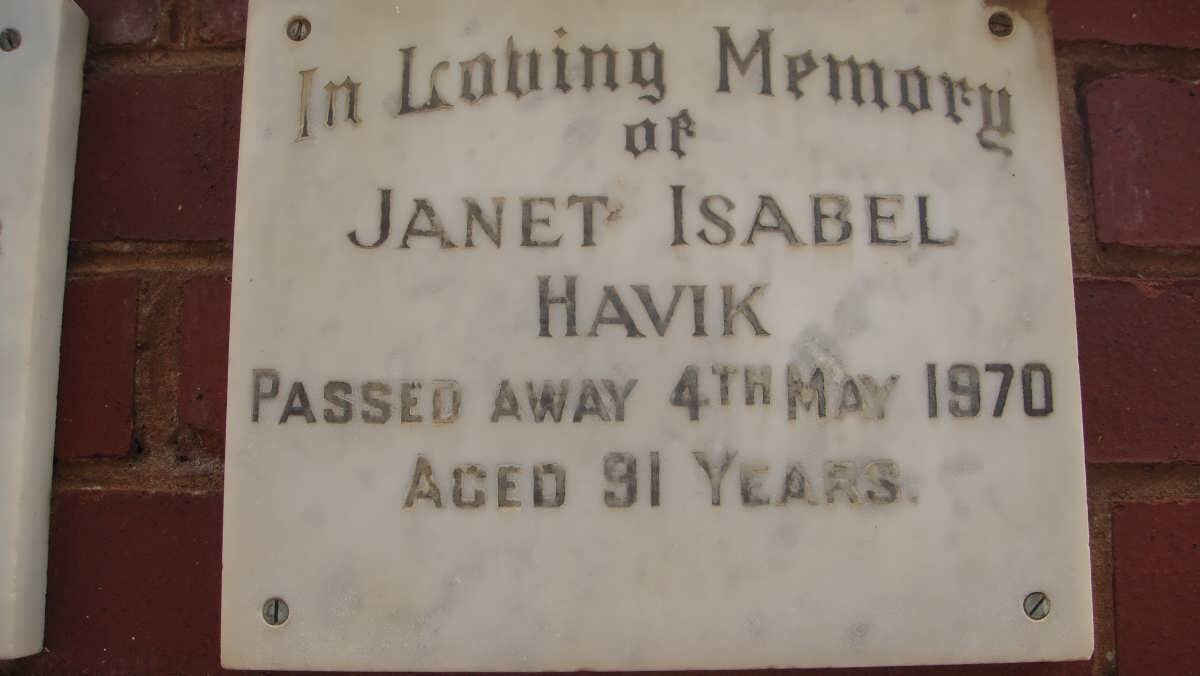 In Loving Memory
of
JANET ISABEL
HAVIK
PASSED AWAY 4TH MAY 1970
AGED 91 YEARS.